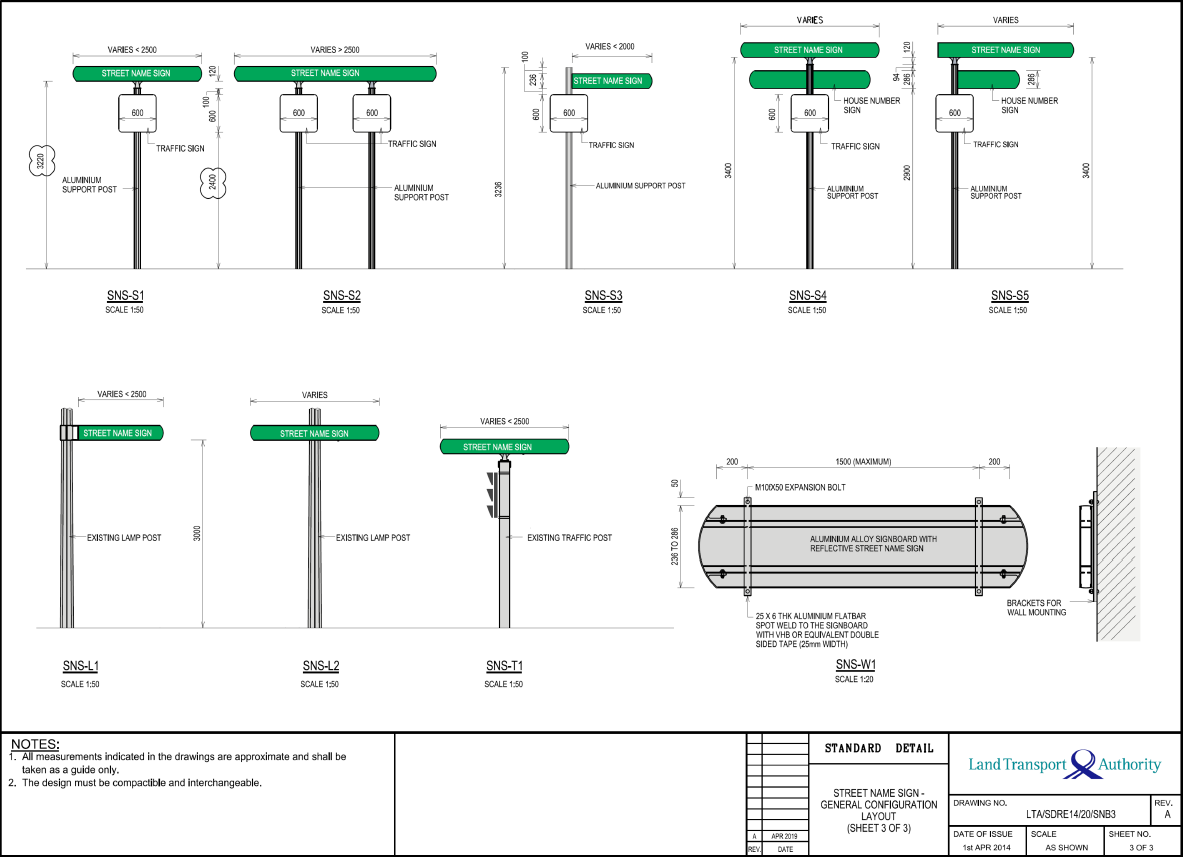 VARIES < 2500
STREET NAME SIGN
120
100
600
600
TRAFFIC SIGN
3220
ALUMINIUM
SUPPORT POST
2400
SNS-S1
SCALE 1:50
VARIES > 2500
STREET NAME SIGN
600
600
TRAFFIC SIGN
ALUMINIUM
SUPPORT POST
SNS-S2
SCALE 1:50
VARIES < 2000
100
236
STREET NAME SIGN
600
600
TRAFFIC SIGN
3236
ALUMINIUM SUPPORT POST
SNS-S3
SCALE 1:50
VARIES
STREET NAME SIGN
120
94
286
HOUSE NUMBER
SIGN
600
600
TRAFFIC SIGN
3400
2900
ALUMINIUM
SUPPORT POST
SNS-S4
SCALE 1:50
VARIES
STREET NAME SIGN
286
HOUSE NUMBER
SIGN
600
TRAFFIC SIGN
3400
ALUMINIUM
SUPPORT POST
SNS-S5
SCALE 1:50
VARIES < 2500
STREET NAME SIGN
3000
EXISTING LAMP POST
SNS-L1
SCALE 1:50
VARIES
STREET NAME SIGN
EXISTING LAMP POST
SNS-L2
SCALE 1:50
VARIES < 2500
STREET NAME SIGN
EXISTING TRAFFIC POST
SNS-T1
SCALE 1:50
200
1500 (MAXIMUM)
200
50
M10X50 EXPANSION BOLT
236 TO 286
ALUMINIUM ALLOY SIGNBOARD WITH
REFLECTIVE STREET NAME SIGN
BRACKETS FOR
WALL MOUNTING
25 X 6 THK ALUMINIUM FLATBAR
SPOT WELD TO THE SIGNBOARD
WITH VHB OR EQUIVALENT DOUBLE
SIDED TAPE (25mm WIDTH)
SNS-W1
SCALE 1:20
NOTES:
1. All measurements indicated in the drawings are approximate and shall be
taken as a guide only.
2. The design must be compactible and interchangeable.
A APR 2019
REV. DATE
STANDARD DETAIL
STREET NAME SIGN -
GENERAL CONFIGURATION
LAYOUT
(SHEET 3 OF 3)
Land Transport Authority
DRAWING NO.
LTA/SDRE14/20/SNB3
REV.
A
DATE OF ISSUE
1st APR 2014
SCALE
AS SHOWN
SHEET NO.
3 OF 3